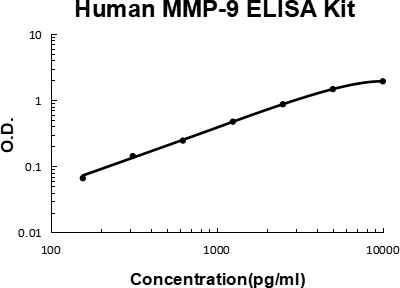 Human MMP-9 ELISA Kit
10
1
0.1
0.01
O.D.
100
1000
10000
Concentration(pg/ml)